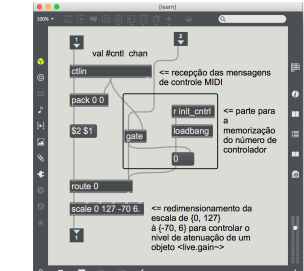 [learn]
100%
1
2
val #cntl chan
ctlin
<= recepção das mensagens
de controle MIDI
pack 0 0
r init_cntrl
<= parte para
a
memorização
do número de
controlador
$2 $1
gate
loadbang
0
route 0
scale 0 127 -70 6.
<= redimensionamento da
escala de {0, 127}
à {-70, 6} para controlar o
nivel de atenuação de um
objeto <live.gain~>
1